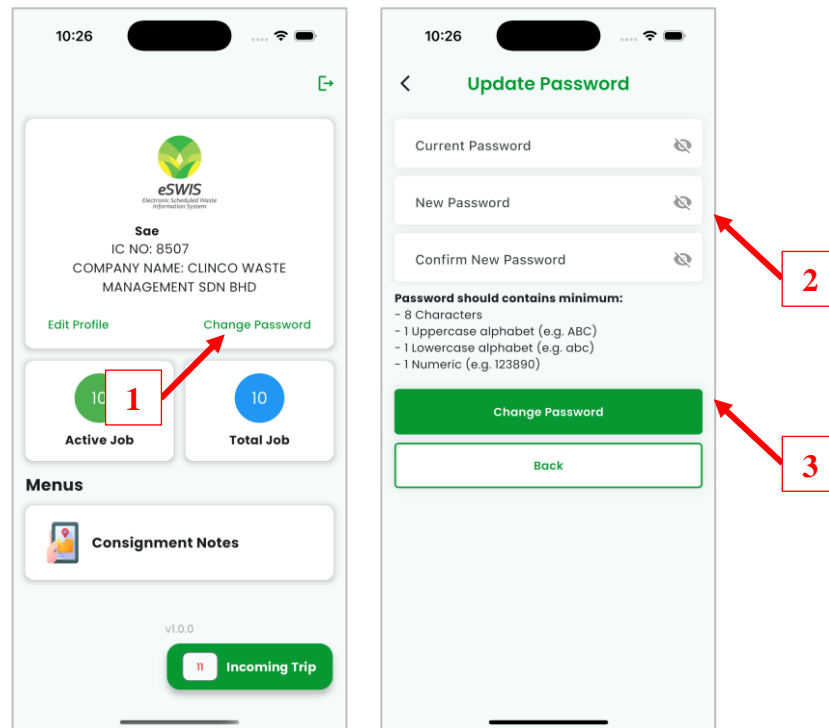 10:26
eSWIS
Electronic Scheduled Waste
Information System
Sae
IC NO: 8507
COMPANY NAME: CLINCO WASTE
MANAGEMENT SDN BHD
Edit Profile
Change Password
1
10
10
Active Job
Total Job
Menus
Consignment Notes
v1.0.0
11
Incoming Trip
10:26
Update Password
Current Password
New Password
Confirm New Password
2
Password should contains minimum:
- 8 Characters
- 1 Uppercase alphabet (e.g. ABC)
- 1 Lowercase alphabet (e.g. abc)
- 1 Numeric (e.g. 123890)
Change Password
Back
3